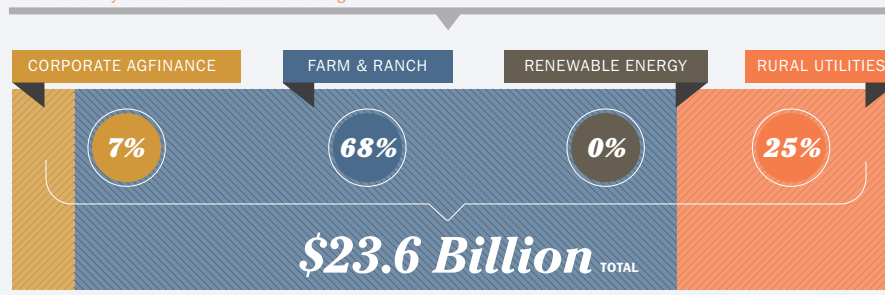 CORPORATE AGFINANCE
FARM & RANCH
RENEWABLE ENERGY
RURAL UTILITIES
7%
68%
0%
25%
$23.6 Billion TOTAL